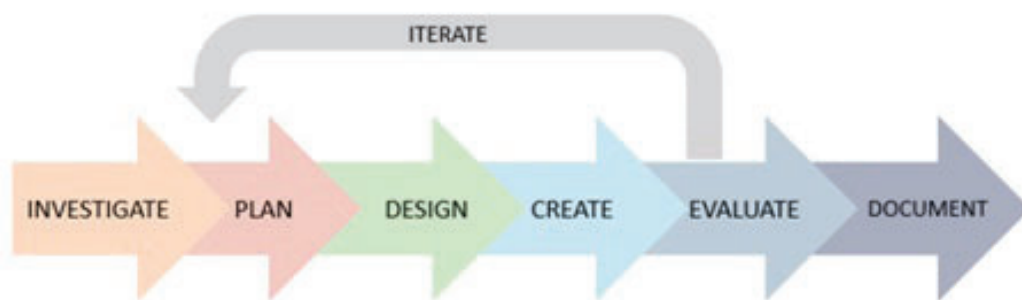 ITERATE
INVESTIGATE PLAN DESIGN CREATE EVALUATE DOCUMENT